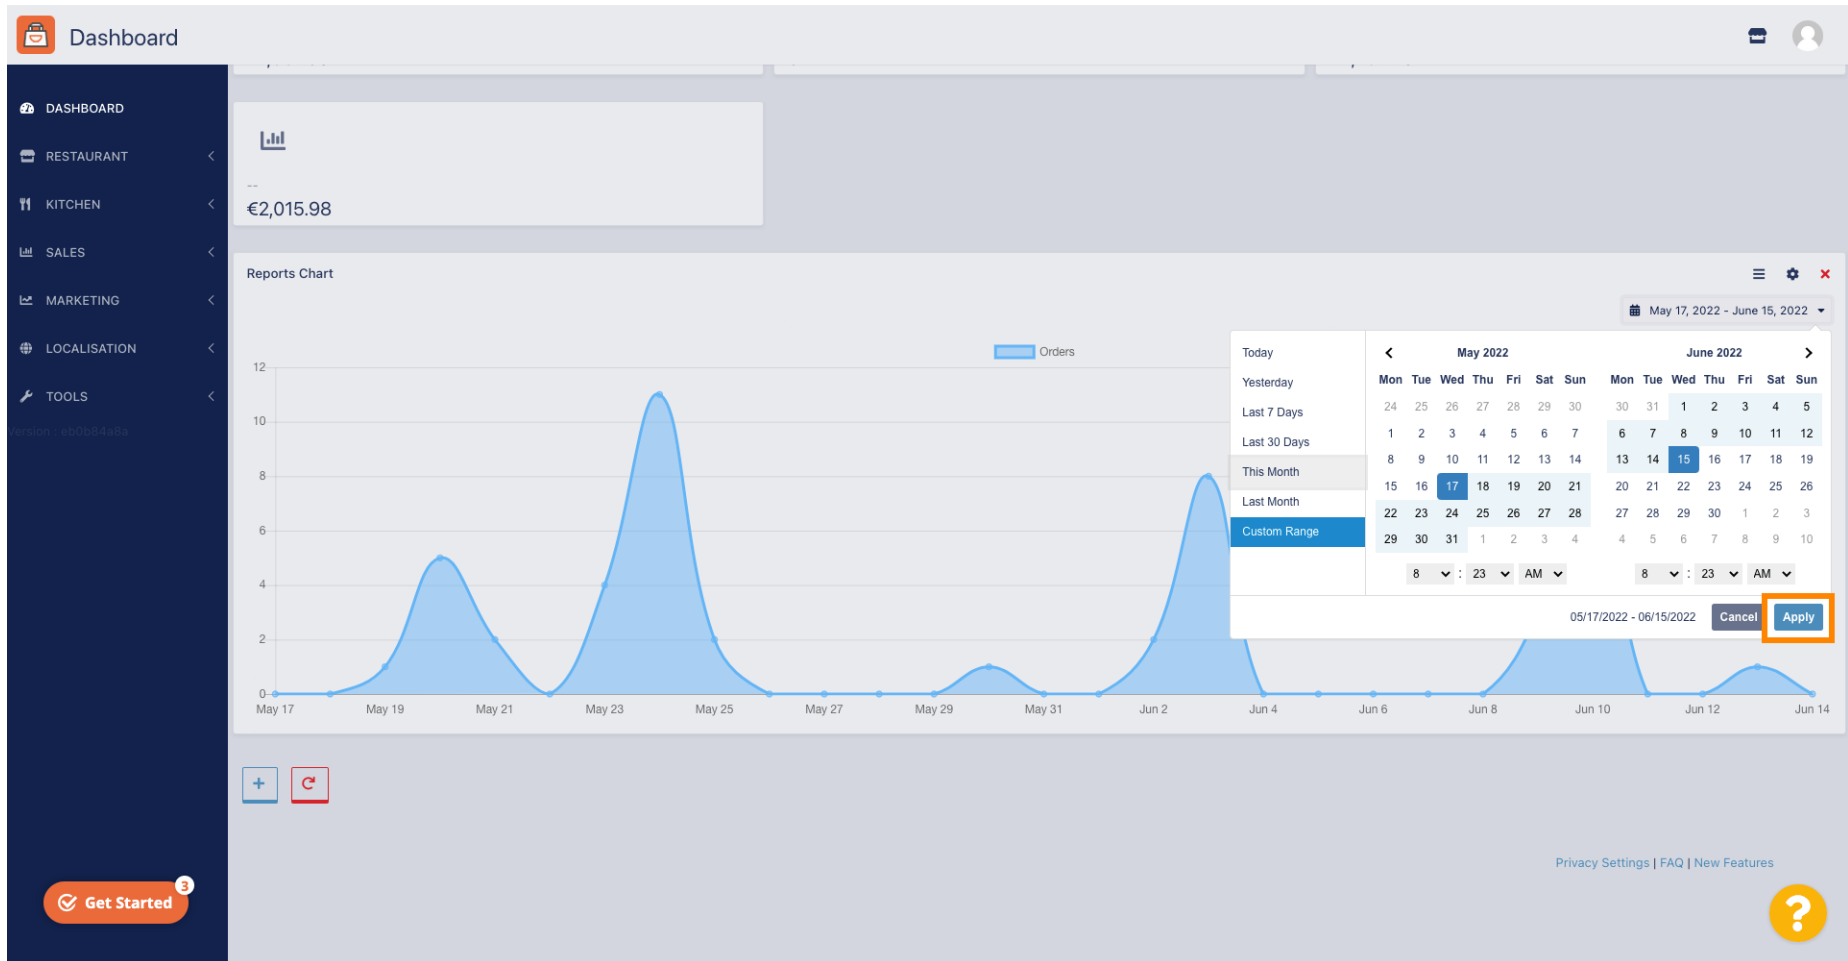 Dashboard
DASHBOARD
RESTAURANT
KITCHEN
SALES
MARKETING
LOCALISATION
TOOLS
Version : eb0b84a8a
--
€2,015.98
Reports Chart
May 17, 2022 - June 15, 2022
Orders
12
10
8
6
4
2
0
May 17 May 19 May 21 May 23 May 25 May 27 May 29 May 31 Jun 2 Jun 4 Jun 6 Jun 8 Jun 10 Jun 12 Jun 14
Today
Yesterday
Last 7 Days
Last 30 Days
This Month
Last Month
Custom Range
May 2022
Mon Tue Wed Thu Fri Sat Sun
24 25 26 27 28 29 30
1 2 3 4 5 6 7
8 9 10 11 12 13 14
15 16 17 18 19 20 21
22 23 24 25 26 27 28
29 30 31 1 2 3 4
8 : 23 AM
June 2022
Mon Tue Wed Thu Fri Sat Sun
30 31 1 2 3 4 5
6 7 8 9 10 11 12
13 14 15 16 17 18 19
20 21 22 23 24 25 26
27 28 29 30 1 2 3
4 5 6 7 8 9 10
8 : 23 AM
05/17/2022 - 06/15/2022 Cancel Apply
Privacy Settings | FAQ | New Features
Get Started
3
?